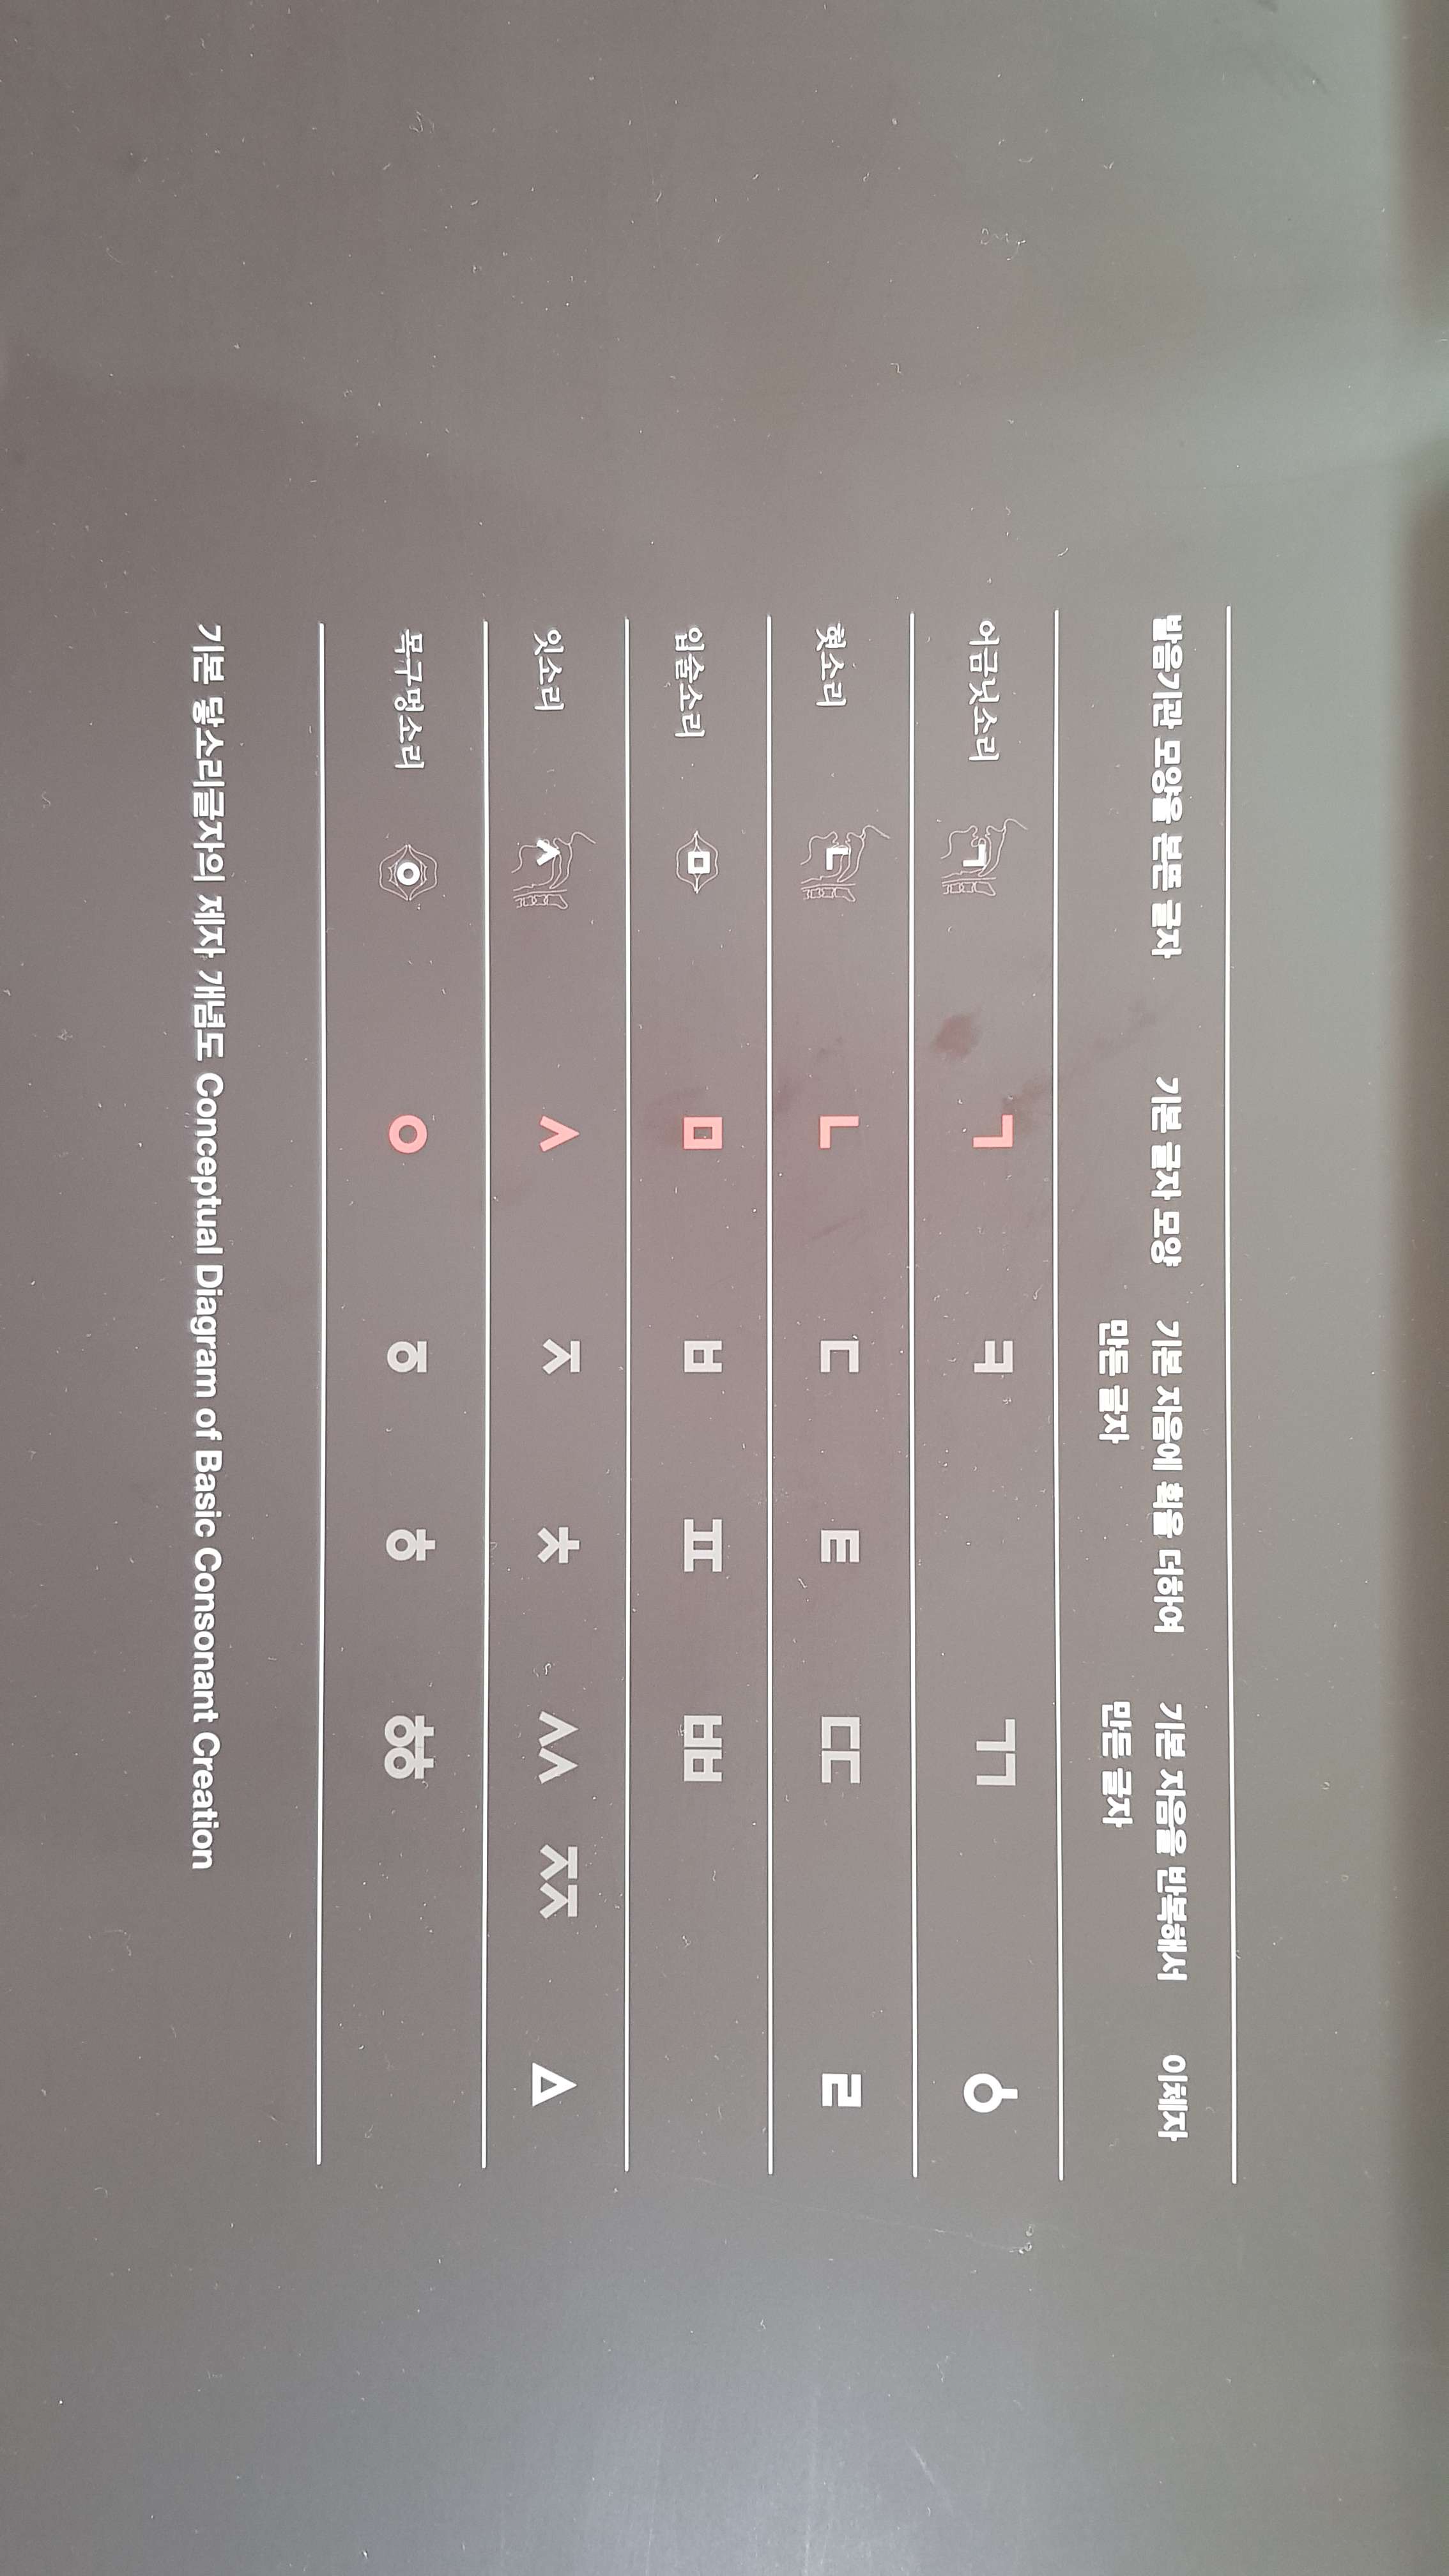 발음기관 모양을 본뜬 글자 기본 글자 모양 기본 자음에 획을 더하여 만든 글자 기본 자음을 반복해서 만든 글자 이체자
어금닛소리 ㄱ ㄱ ㅋ ㄲ ㆁ
혓소리 ㄴ ㄴ ㄷ ㅌ ㄸ ㄹ
입술소리 ㅁ ㅁ ㅂ ㅍ ㅃ
잇소리 ㅅ ㅅ ㅈ ㅊ ㅆ ㅉ ㅿ
목구멍소리 ㅇ ㅇ ㆆ ㅎ ㆅ
기본 닿소리글자의 제자 개념도 Conceptual Diagram of Basic Consonant Creation